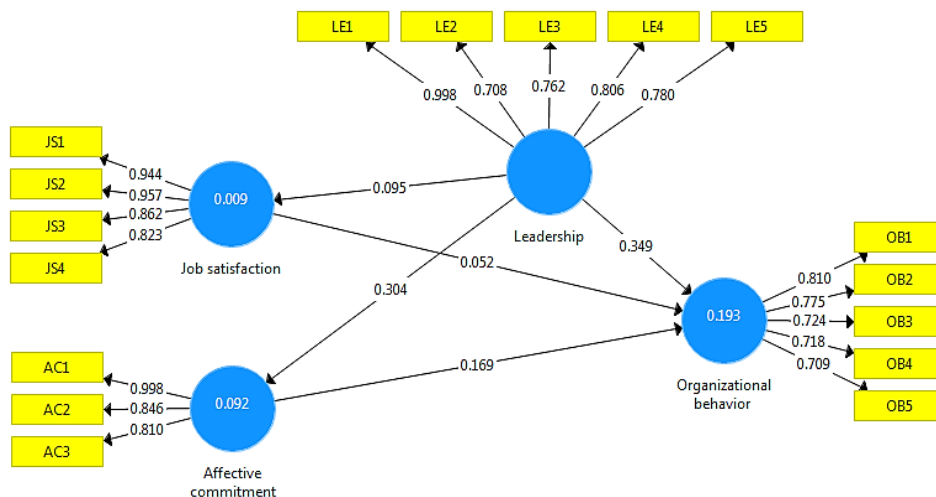 LE1 LE2 LE3 LE4 LE5
0.998 0.708 0.762 0.806 0.780
JS1
JS2
JS3
JS4
0.944
0.957
0.862
0.823
0.009
Job satisfaction
0.095
Leadership
0.349
0.052
0.304
0.169
OB1
OB2
OB3
OB4
OB5
0.810
0.775
0.724
0.718
0.709
0.193
Organizational
behavior
AC1
AC2
AC3
0.998
0.846
0.810
0.092
Affective
commitment